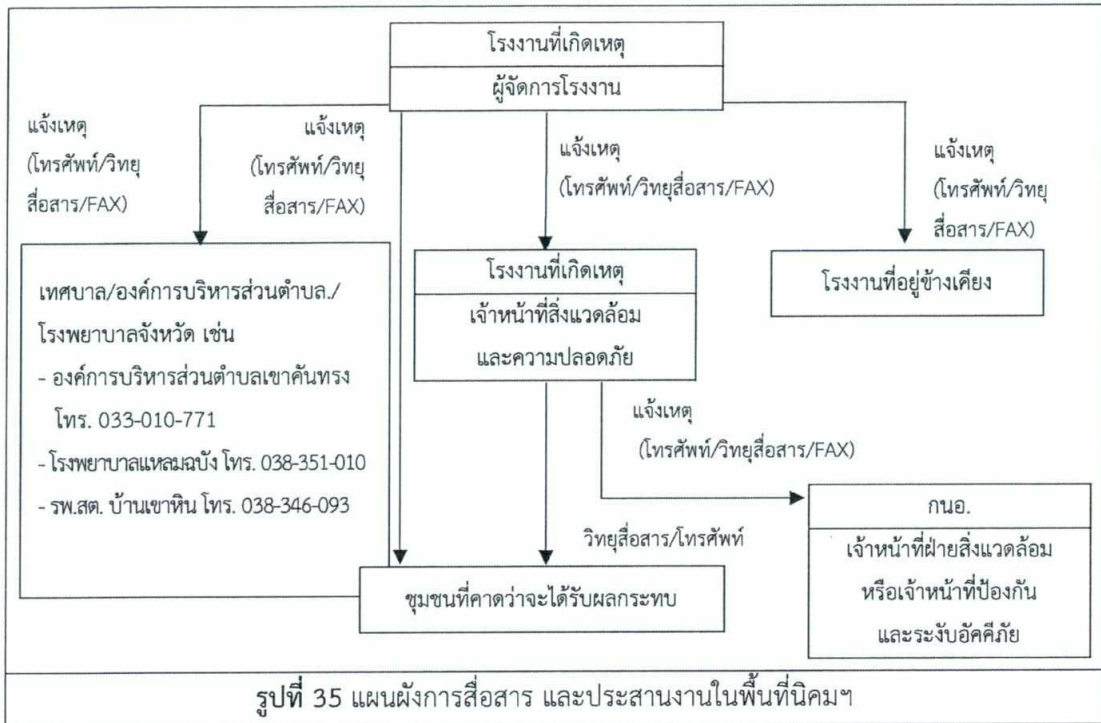 โรงงานที่เกิดเหตุ
ผู้จัดการโรงงาน
แจ้งเหตุ
(โทรศัพท์/วิทยุ
สื่อสาร/FAX)
แจ้งเหตุ
(โทรศัพท์/วิทยุ
สื่อสาร/FAX)
แจ้งเหตุ
(โทรศัพท์/วิทยุสื่อสาร/FAX)
แจ้งเหตุ
(โทรศัพท์/วิทยุ
สื่อสาร/FAX)
เทศบาล/องค์การบริหารส่วนตำบล./
โรงพยาบาลจังหวัด เช่น
- องค์การบริหารส่วนตำบลเขาคันทรง
โทร. 033-010-771
- โรงพยาบาลแหลมฉบัง โทร. 038-351-010
- รพ.สต. บ้านเขาหิน โทร. 038-346-093
โรงงานที่เกิดเหตุ
เจ้าหน้าที่สิ่งแวดล้อม
และความปลอดภัย
โรงงานที่อยู่ข้างเคียง
แจ้งเหตุ
(โทรศัพท์/วิทยุสื่อสาร/FAX)
กนอ.
เจ้าหน้าที่ฝ่ายสิ่งแวดล้อม
หรือเจ้าหน้าที่ป้องกัน
และระงับอัคคีภัย
วิทยุสื่อสาร/โทรศัพท์
ชุมชนที่คาดว่าจะได้รับผลกระทบ
รูปที่ 35 แผนผังการสื่อสาร และประสานงานในพื้นที่นิคมฯ